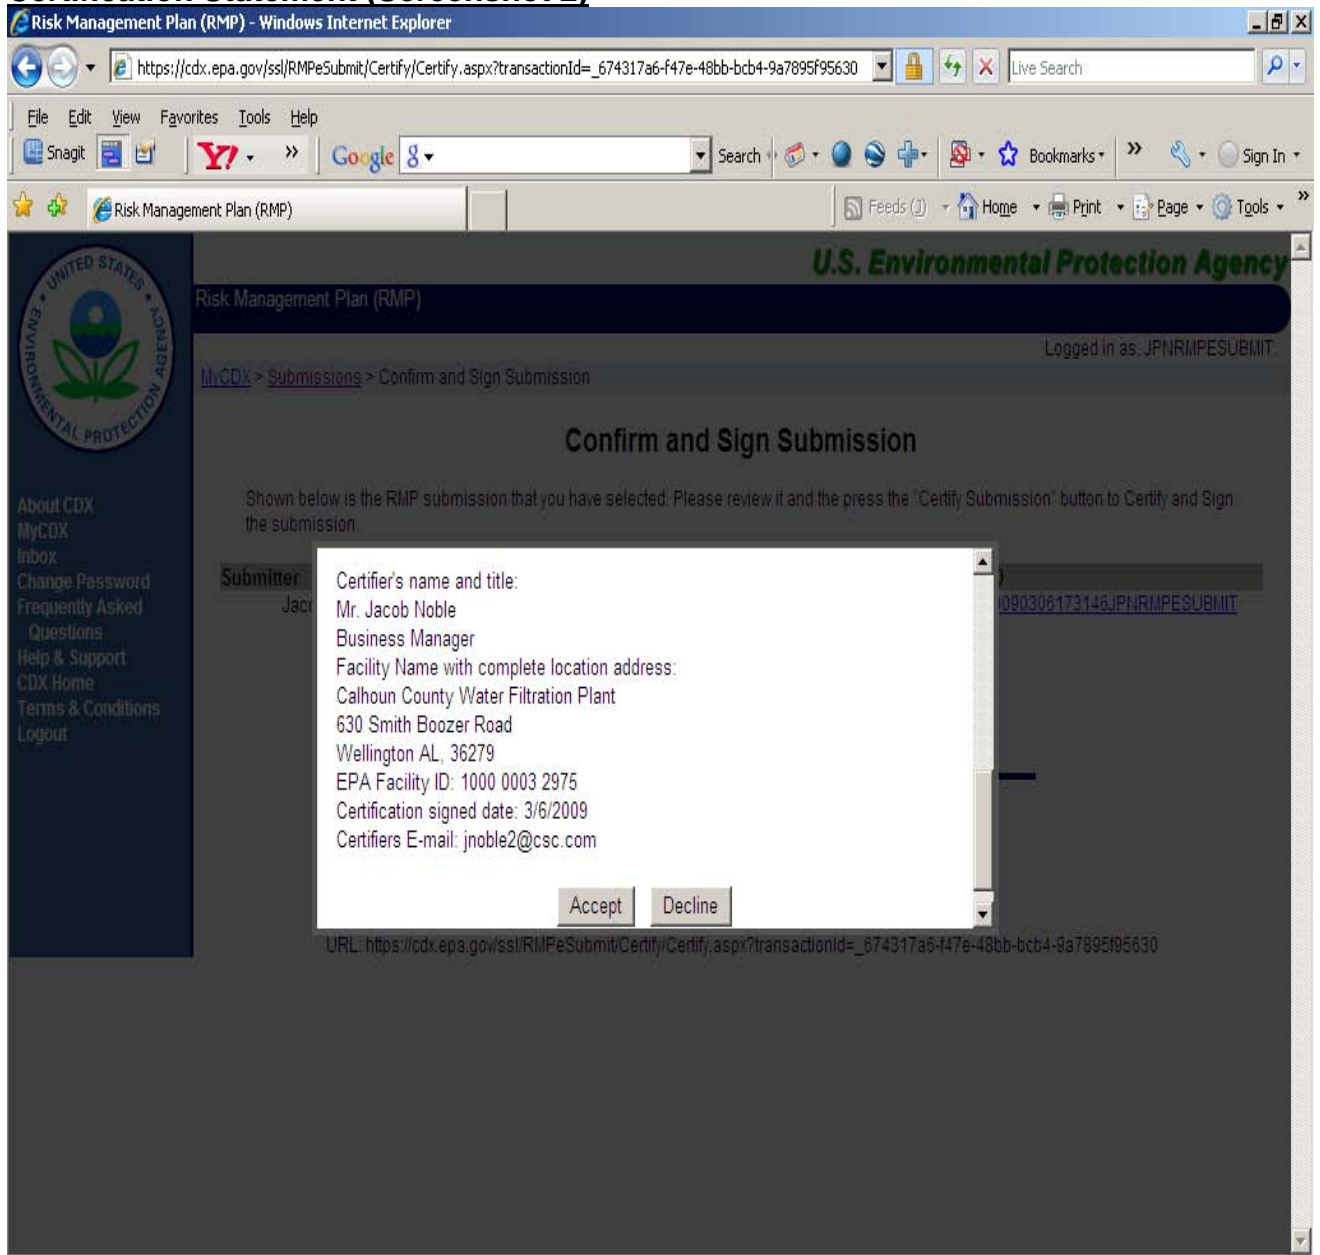 Certification Statement (Screenshot 2)
Risk Management Plan (RMP) - Windows Internet Explorer
https://cdx.epa.gov/ssl/RMPeSubmit/Certify/Certify.aspx?transactionId=_674317a6-f47e-48bb-bcb4-9a7895f95630
Live Search
File Edit View Favorites Tools Help
Snagit Y! » Google 8 Search Bookmarks » Sign In
Risk Management Plan (RMP)
Feeds (J) Home Print Page Tools »
UNITED STATES ENVIRONMENTAL PROTECTION AGENCY
U.S. Environmental Protection Agency
Risk Management Plan (RMP)
Logged in as: JPNRMPESUBMIT
MyCDX > Submissions > Confirm and Sign Submission
Confirm and Sign Submission
Shown below is the RMP submission that you have selected. Please review it and the press the "Certify Submission" button to Certify and Sign
the submission.
About CDX
MyCDX
Inbox
Change Password
Frequently Asked
Questions
Help & Support
CDX Home
Terms & Conditions
Logout
Submitter
0090306173146JPNRMPESUBMIT
Certifier's name and title:
Mr. Jacob Noble
Business Manager
Facility Name with complete location address:
Calhoun County Water Filtration Plant
630 Smith Boozer Road
Wellington AL, 36279
EPA Facility ID: 1000 0003 2975
Certification signed date: 3/6/2009
Certifiers E-mail: jnoble2@csc.com
Accept Decline
URL: https://cdx.epa.gov/ssl/RMPeSubmit/Certify/Certify.aspx?transactionId=_674317a6-f47e-48bb-bcb4-9a7895f95630